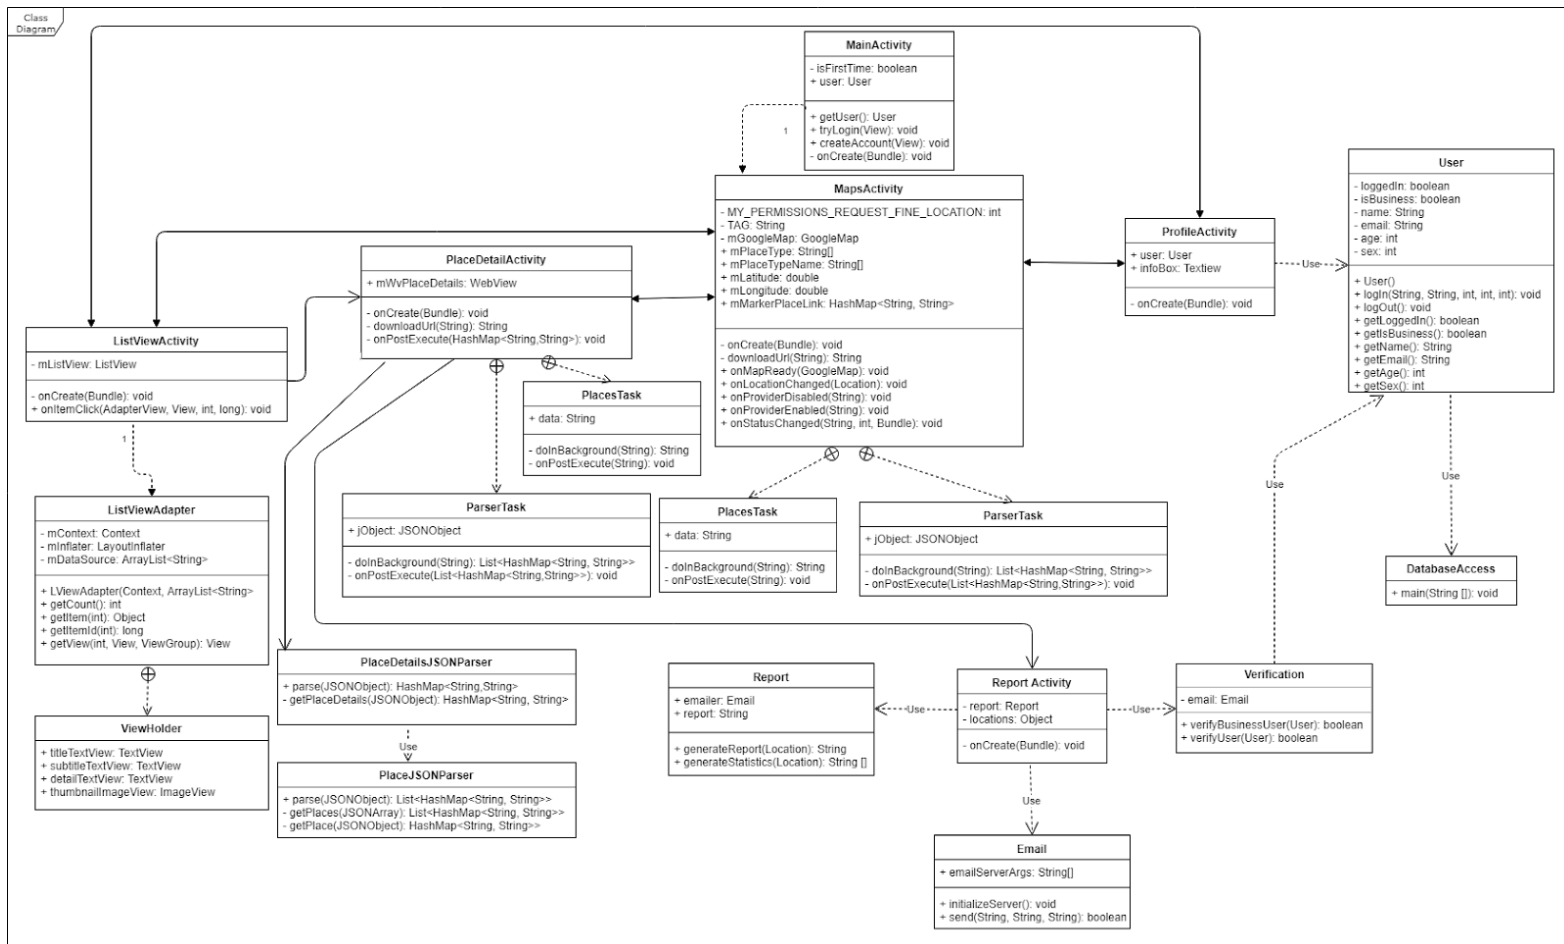 Class
Diagram
MainActivity
- isFirstTime: boolean
+ user: User
+ getUser(): User
+ tryLogin(View): void
+ createAccount(View): void
- onCreate(Bundle): void
1
MapsActivity
- MY_PERMISSIONS_REQUEST_FINE_LOCATION: int
- TAG: String
- mGoogleMap: GoogleMap
+ mPlaceType: String[]
+ mPlaceTypeName: String[]
+ mLatitude: double
+ mLongitude: double
+ mMarkerPlaceLink: HashMap<String, String>
- onCreate(Bundle): void
- downloadUrl(String): String
+ onMapReady(GoogleMap): void
+ onLocationChanged(Location): void
+ onProviderDisabled(String): void
+ onProviderEnabled(String): void
+ onStatusChanged(String, int, Bundle): void
User
- loggedIn: boolean
- isBusiness: boolean
- name: String
- email: String
- age: int
- sex: int
+ User()
+ logIn(String, String, int, int, int): void
+ logOut(): void
+ getLoggedIn(): boolean
+ getIsBusiness(): boolean
+ getName(): String
+ getEmail(): String
+ getAge(): int
+ getSex(): int
ProfileActivity
+ user: User
+ infoBox: Textiew
- onCreate(Bundle): void
Use
PlaceDetailActivity
+ mWvPlaceDetails: WebView
- onCreate(Bundle): void
- downloadUrl(String): String
- onPostExecute(HashMap<String,String>): void
ListViewActivity
- mListView: ListView
- onCreate(Bundle): void
+ onItemClick(AdapterView, View, int, long): void
1
PlacesTask
+ data: String
- doInBackground(String): String
- onPostExecute(String): void
ListViewAdapter
- mContext: Context
- mInflater: LayoutInflater
- mDataSource: ArrayList<String>
+ LViewAdapter(Context, ArrayList<String>
+ getCount(): int
+ getItem(int): Object
+ getItemId(int): long
+ getView(int, View, ViewGroup): View
ParserTask
+ jObject: JSONObject
- doInBackground(String): List<HashMap<String, String>>
- onPostExecute(List<HashMap<String,String>>): void
PlacesTask
+ data: String
- doInBackground(String): String
- onPostExecute(String): void
ParserTask
+ jObject: JSONObject
- doInBackground(String): List<HashMap<String, String>>
- onPostExecute(List<HashMap<String,String>>): void
Use
Use
DatabaseAccess
+ main(String []): void
ViewHolder
+ titleTextView: TextView
+ subtitleTextView: TextView
+ detailTextView: TextView
+ thumbnailImageView: ImageView
PlaceDetailsJSONParser
+ parse(JSONObject): HashMap<String,String>
- getPlaceDetails(JSONObject): HashMap<String, String>
Use
PlaceJSONParser
+ parse(JSONObject): List<HashMap<String, String>>
- getPlaces(JSONArray): List<HashMap<String, String>>
- getPlace(JSONObject): HashMap<String, String>>
Report
+ emailer: Email
+ report: String
+ generateReport(Location): String
+ generateStatistics(Location): String []
Use
Report Activity
- report: Report
- locations: Object
- onCreate(Bundle): void
Use
Verification
- email: Email
+ verifyBusinessUser(User): boolean
+ verifyUser(User): boolean
Use
Email
+ emailServerArgs: String[]
+ initializeServer(): void
+ send(String, String, String): boolean